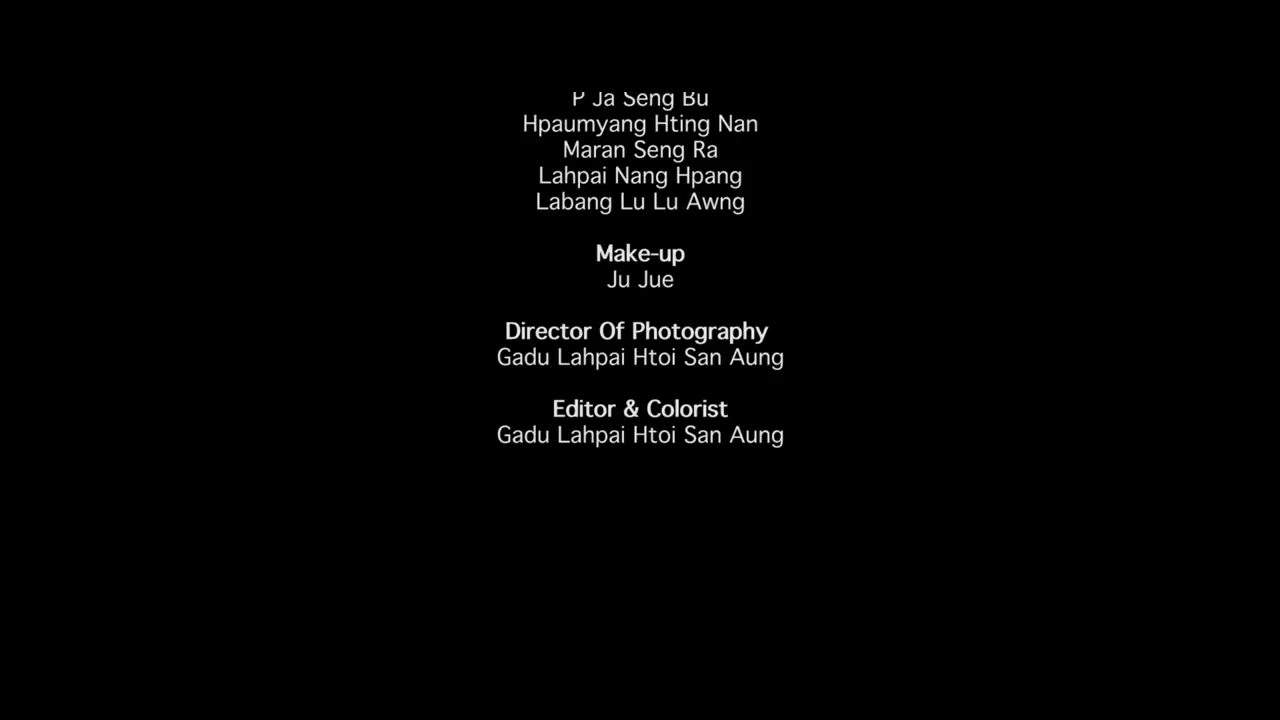 P Ja Seng Bu
Hpaumyang Hting Nan
Maran Seng Ra
Lahpai Nang Hpang
Labang Lu Lu Awng
Make-up
Ju Jue
Director Of Photography
Gadu Lahpai Htoi San Aung
Editor & Colorist
Gadu Lahpai Htoi San Aung